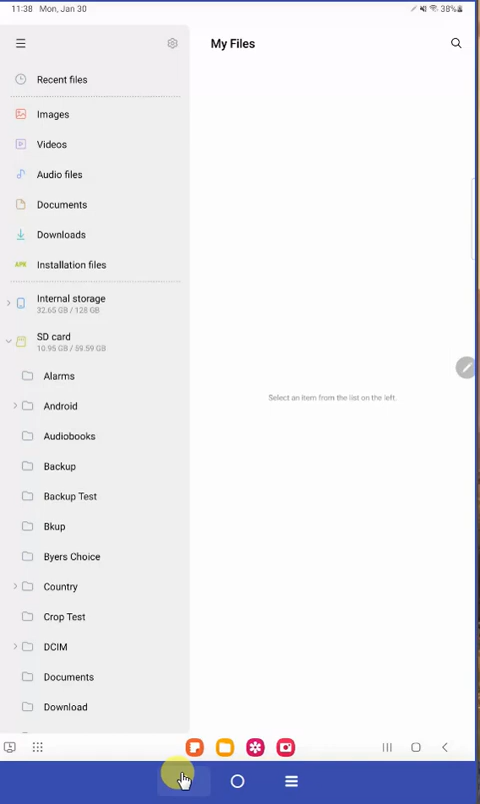 11:38 Mon, Jan 30
38%
My Files
Recent files
Images
Videos
Audio files
Documents
Downloads
APK Installation files
Internal storage
32.65 GB / 128 GB
SD card
10.95 GB / 59.59 GB
Select an item from the list on the left.
Alarms
Android
Audiobooks
Backup
Backup Test
Bkup
Byers Choice
Country
Crop Test
DCIM
Documents
Download